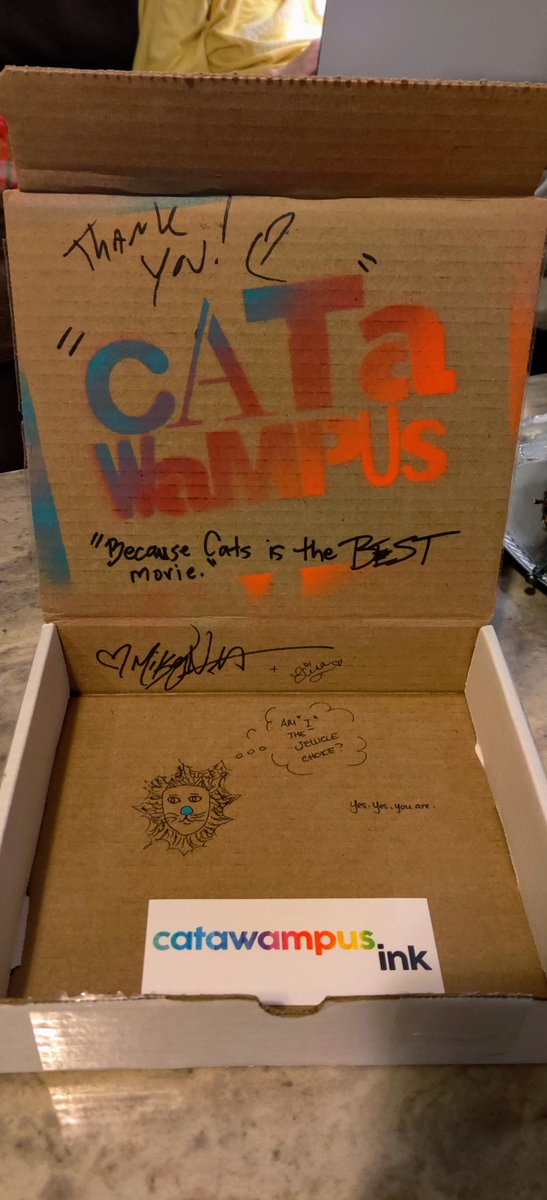 THANK
YOU! ♡
"CATa
WaMPUS"
"Because Cats is the BEST
movie."
♡ Mike +
AM "I"
THE
JELLICLE
CHOICE?
Yes. Yes, you are.
catawampus.ink